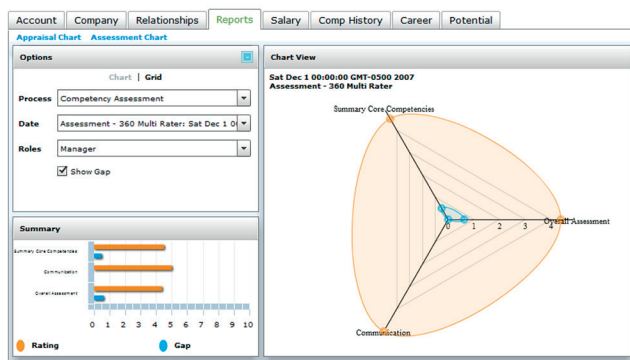 Account Company Relationships Reports Salary Comp History Career Potential
Appraisal Chart Assessment Chart
Options
Chart | Grid
Process Competency Assessment
Date Assessment - 360 Multi Rater: Sat Dec 1 0
Roles Manager
Show Gap
Summary
Summary Core Competencies
Communication
Overall Assessment
0 1 2 3 4 5 6 7 8 9 10
Rating Gap
Chart View
Sat Dec 1 00:00:00 GMT-0500 2007
Assessment - 360 Multi Rater
Summary Core Competencies
0 1 2 3 4 Overall Assessment
Communication